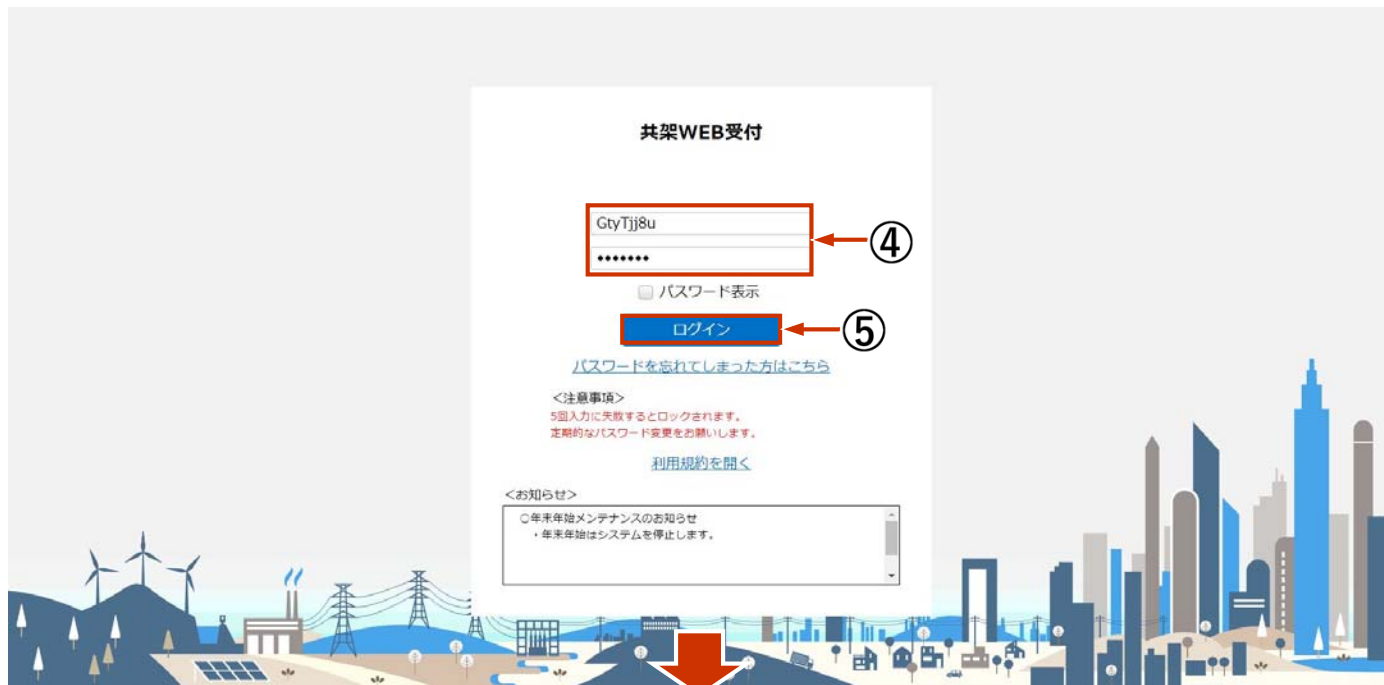 共架WEB受付
GtyTjj8u
•••••••
④
パスワード表示
ログイン
⑤
パスワードを忘れてしまった方はこちら
＜注意事項＞
5回入力に失敗するとロックされます。
定期的なパスワード変更をお願いします。
利用規約を開く
＜お知らせ＞
○年末年始メンテナンスのお知らせ
・年末年始はシステムを停止します。